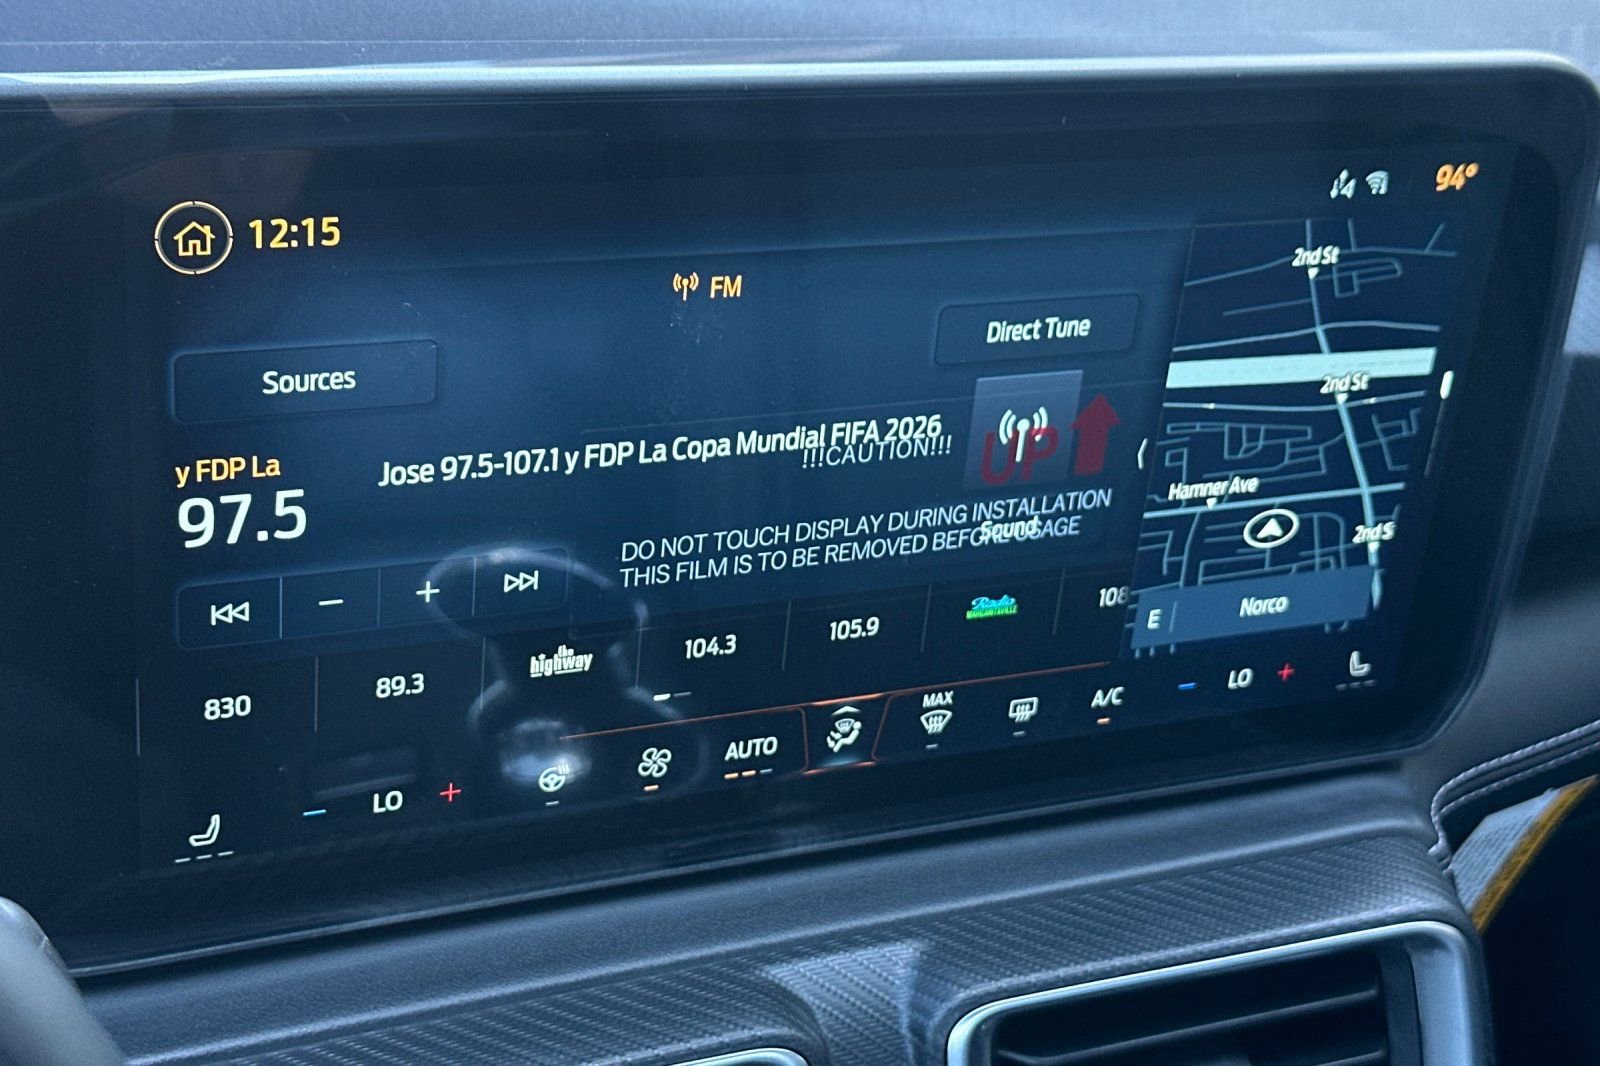 12:15
94°
FM
2nd St
Direct Tune
Sources
2nd St
y FDP La
97.5
Jose 97.5-107.1 y FDP La Copa Mundial FIFA 2026
!!!CAUTION!!!
UP
Hamner Ave
DO NOT TOUCH DISPLAY DURING INSTALLATION
THIS FILM IS TO BE REMOVED BEFORE USAGE
Sound
2nd S
E
Norco
830
89.3
the highway
104.3
105.9
Radio
MARGARITAVILLE
108
LO
AUTO
MAX
A/C
LO